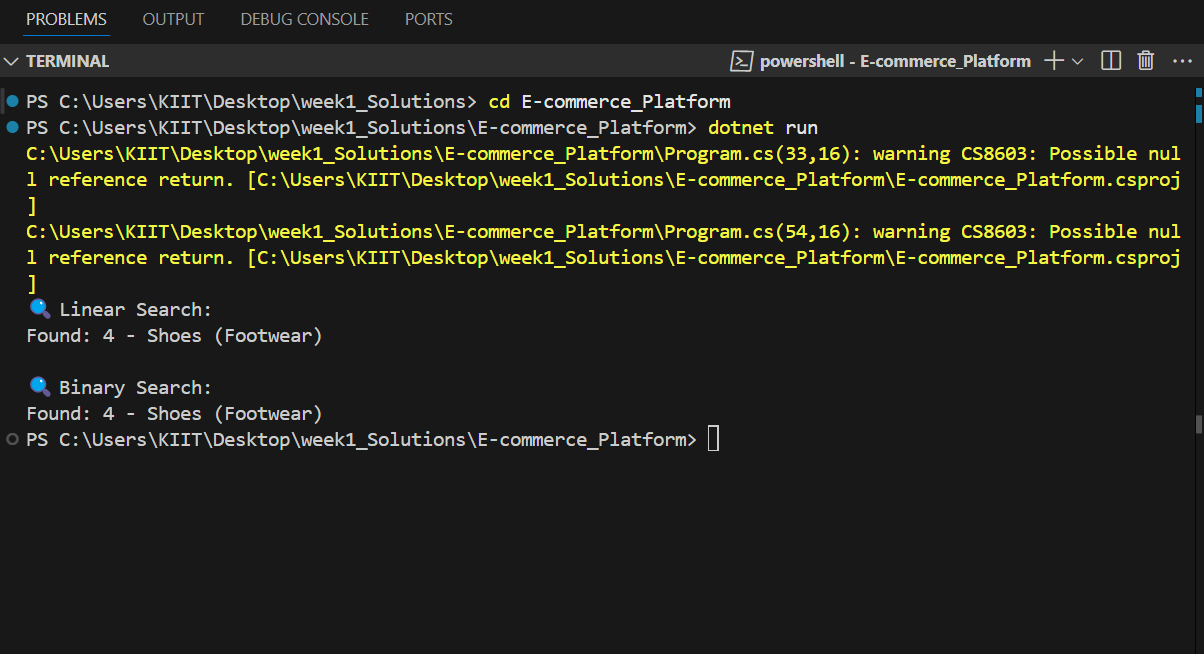 PROBLEMS OUTPUT DEBUG CONSOLE PORTS
TERMINAL powershell - E-commerce_Platform
PS C:\Users\KIIT\Desktop\week1_Solutions> cd E-commerce_Platform
PS C:\Users\KIIT\Desktop\week1_Solutions\E-commerce_Platform> dotnet run
C:\Users\KIIT\Desktop\week1_Solutions\E-commerce_Platform\Program.cs(33,16): warning CS8603: Possible nul
l reference return. [C:\Users\KIIT\Desktop\week1_Solutions\E-commerce_Platform\E-commerce_Platform.csproj
]
C:\Users\KIIT\Desktop\week1_Solutions\E-commerce_Platform\Program.cs(54,16): warning CS8603: Possible nul
l reference return. [C:\Users\KIIT\Desktop\week1_Solutions\E-commerce_Platform\E-commerce_Platform.csproj
]
🔍 Linear Search:
Found: 4 - Shoes (Footwear)
🔍 Binary Search:
Found: 4 - Shoes (Footwear)
PS C:\Users\KIIT\Desktop\week1_Solutions\E-commerce_Platform>